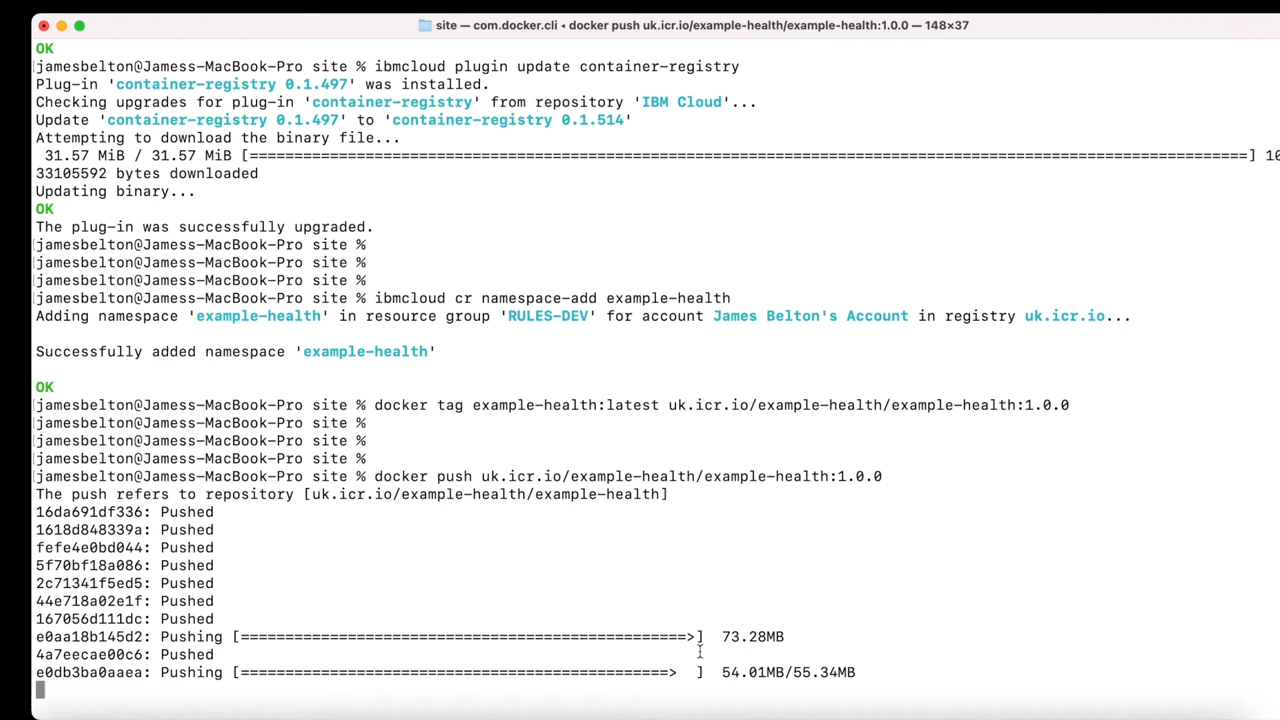 site — com.docker.cli ◂ docker push uk.icr.io/example-health/example-health:1.0.0 — 148×37
OK
jamesbelton@Jamess-MacBook-Pro site % ibmcloud plugin update container-registry
Plug-in 'container-registry 0.1.497' was installed.
Checking upgrades for plug-in 'container-registry' from repository 'IBM Cloud'...
Update 'container-registry 0.1.497' to 'container-registry 0.1.514'
Attempting to download the binary file...
 31.57 MiB / 31.57 MiB [=================================================================================================================] 10
33105592 bytes downloaded
Updating binary...
OK
The plug-in was successfully upgraded.
jamesbelton@Jamess-MacBook-Pro site %
jamesbelton@Jamess-MacBook-Pro site %
jamesbelton@Jamess-MacBook-Pro site %
jamesbelton@Jamess-MacBook-Pro site % ibmcloud cr namespace-add example-health
Adding namespace 'example-health' in resource group 'RULES-DEV' for account James Belton's Account in registry uk.icr.io...
Successfully added namespace 'example-health'
OK
jamesbelton@Jamess-MacBook-Pro site % docker tag example-health:latest uk.icr.io/example-health/example-health:1.0.0
jamesbelton@Jamess-MacBook-Pro site %
jamesbelton@Jamess-MacBook-Pro site %
jamesbelton@Jamess-MacBook-Pro site %
jamesbelton@Jamess-MacBook-Pro site % docker push uk.icr.io/example-health/example-health:1.0.0
The push refers to repository [uk.icr.io/example-health/example-health]
16da691df336: Pushed
1618d848339a: Pushed
fefe4e0bd044: Pushed
5f70bf18a086: Pushed
2c71341f5ed5: Pushed
44e718a02e1f: Pushed
167056d111dc: Pushed
e0aa18b145d2: Pushing [==================================================>]  73.28MB
4a7eecae00c6: Pushed
e0db3ba0aaea: Pushing [================================================>  ]  54.01MB/55.34MB